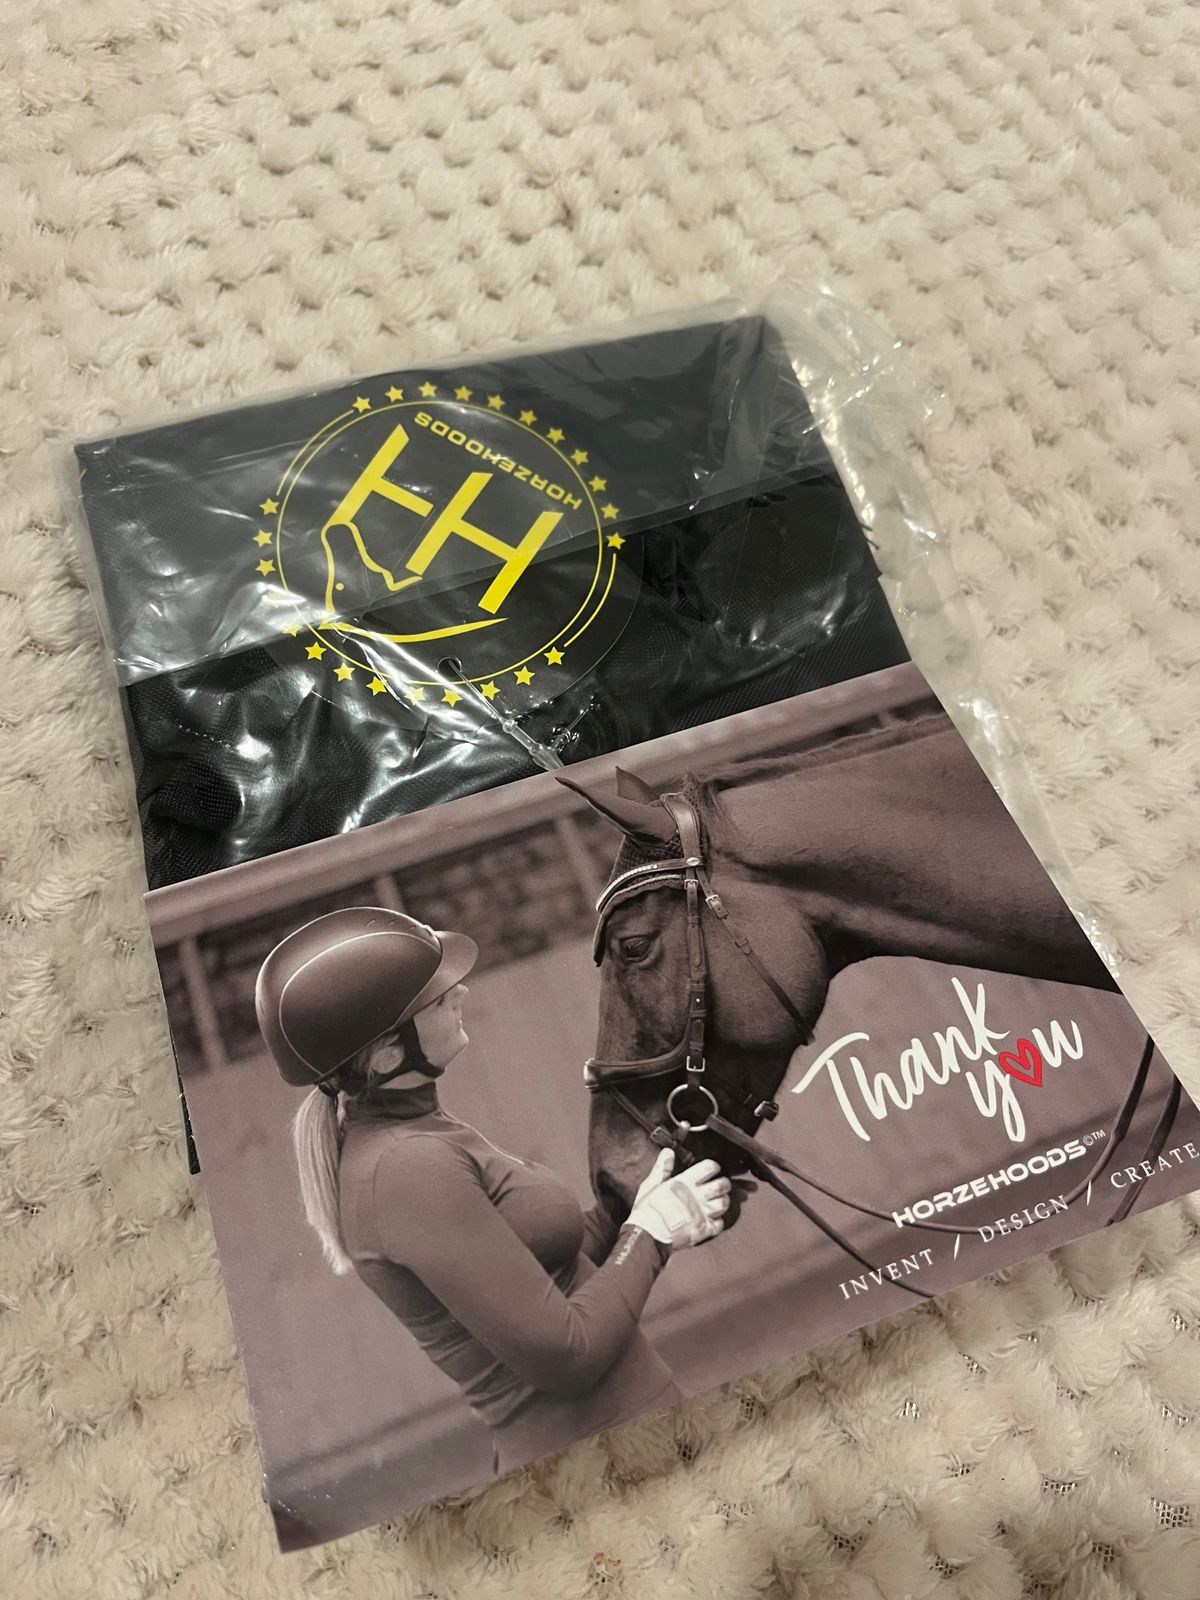 HORZEHOODS
HH
Thank
you
HORZEHOODS©™
INVENT / DESIGN / CREATE